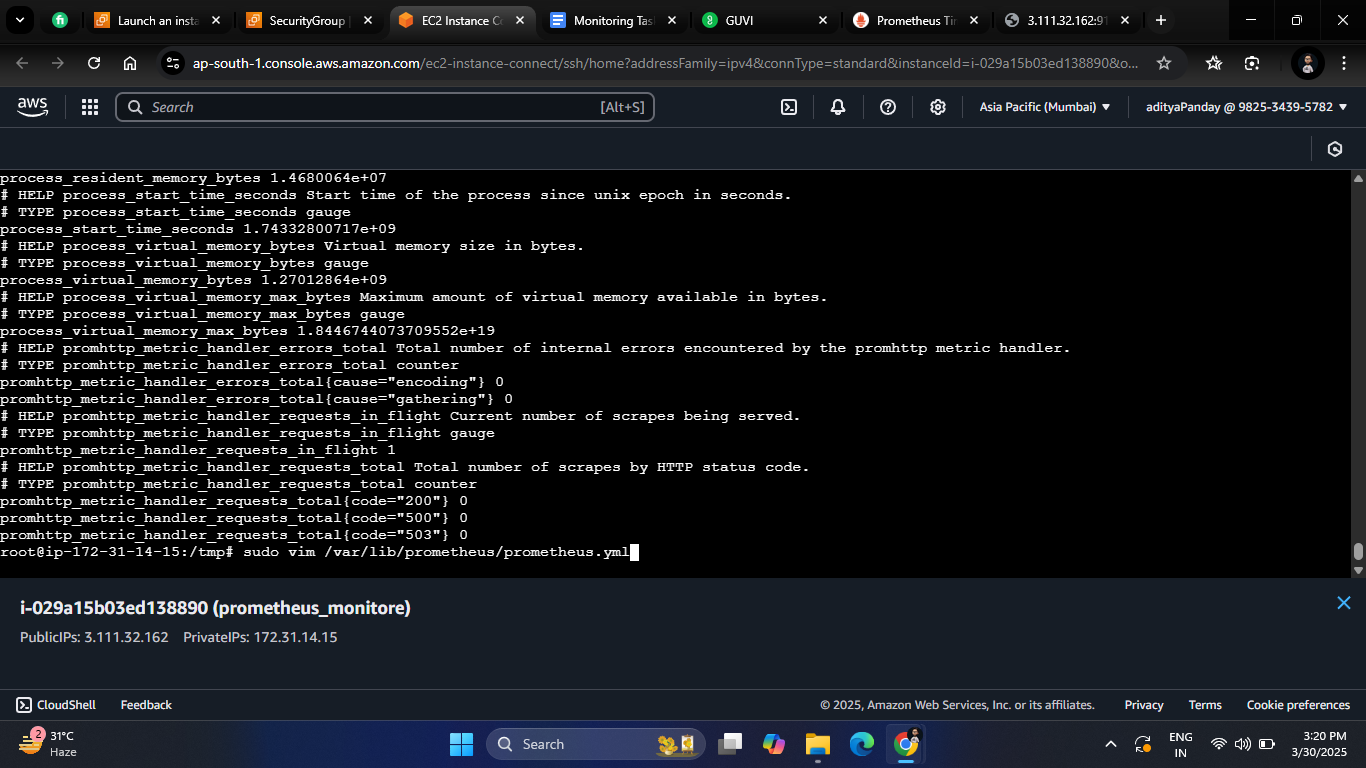 Launch an insta
SecurityGroup
EC2 Instance Co
Monitoring Tas
GUVI
Prometheus Tim
3.111.32.162:91
ap-south-1.console.aws.amazon.com/ec2-instance-connect/ssh/home?addressFamily=ipv4&connType=standard&instanceId=i-029a15b03ed138890&o...
aws
Search [Alt+S]
Asia Pacific (Mumbai)
adityaPanday @ 9825-3439-5782
process_resident_memory_bytes 1.4680064e+07
# HELP process_start_time_seconds Start time of the process since unix epoch in seconds.
# TYPE process_start_time_seconds gauge
process_start_time_seconds 1.74332800717e+09
# HELP process_virtual_memory_bytes Virtual memory size in bytes.
# TYPE process_virtual_memory_bytes gauge
process_virtual_memory_bytes 1.27012864e+09
# HELP process_virtual_memory_max_bytes Maximum amount of virtual memory available in bytes.
# TYPE process_virtual_memory_max_bytes gauge
process_virtual_memory_max_bytes 1.8446744073709552e+19
# HELP promhttp_metric_handler_errors_total Total number of internal errors encountered by the promhttp metric handler.
# TYPE promhttp_metric_handler_errors_total counter
promhttp_metric_handler_errors_total{cause="encoding"} 0
promhttp_metric_handler_errors_total{cause="gathering"} 0
# HELP promhttp_metric_handler_requests_in_flight Current number of scrapes being served.
# TYPE promhttp_metric_handler_requests_in_flight gauge
promhttp_metric_handler_requests_in_flight 1
# HELP promhttp_metric_handler_requests_total Total number of scrapes by HTTP status code.
# TYPE promhttp_metric_handler_requests_total counter
promhttp_metric_handler_requests_total{code="200"} 0
promhttp_metric_handler_requests_total{code="500"} 0
promhttp_metric_handler_requests_total{code="503"} 0
root@ip-172-31-14-15:/tmp# sudo vim /var/lib/prometheus/prometheus.yml
i-029a15b03ed138890 (prometheus_monitore)
PublicIPs: 3.111.32.162 PrivateIPs: 172.31.14.15
CloudShell Feedback © 2025, Amazon Web Services, Inc. or its affiliates. Privacy Terms Cookie preferences
2
31°C
Haze
Search
ENG
IN
3:20 PM
3/30/2025